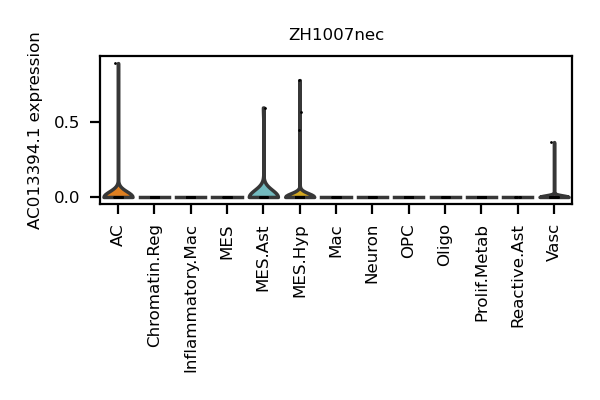 ZH1007nec
AC013394.1 expression
0.5
0.0
AC
Chromatin.Reg
Inflammatory.Mac
MES
MES.Ast
MES.Hyp
Mac
Neuron
OPC
Oligo
Prolif.Metab
Reactive.Ast
Vasc